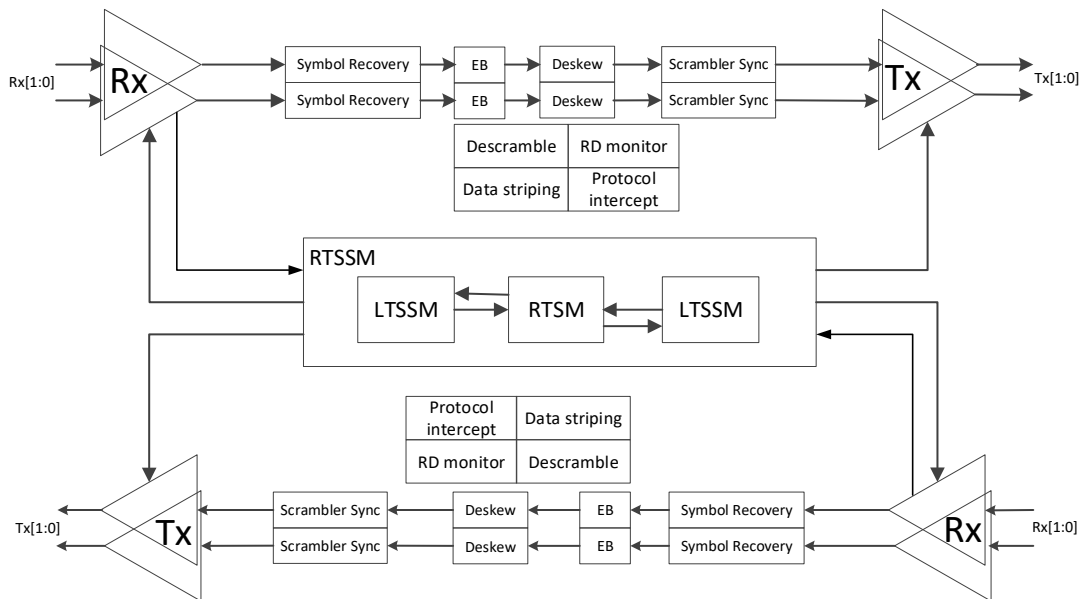 Rx[1:0]
Rx
Symbol Recovery
EB
Deskew
Scrambler Sync
Symbol Recovery
EB
Deskew
Scrambler Sync
Tx
Tx[1:0]
Descramble
RD monitor
Data striping
Protocol
intercept
RTSSM
LTSSM
RTSM
LTSSM
Protocol
intercept
Data striping
RD monitor
Descramble
Tx[1:0]
Tx
Scrambler Sync
Deskew
EB
Symbol Recovery
Scrambler Sync
Deskew
EB
Symbol Recovery
Rx
Rx[1:0]